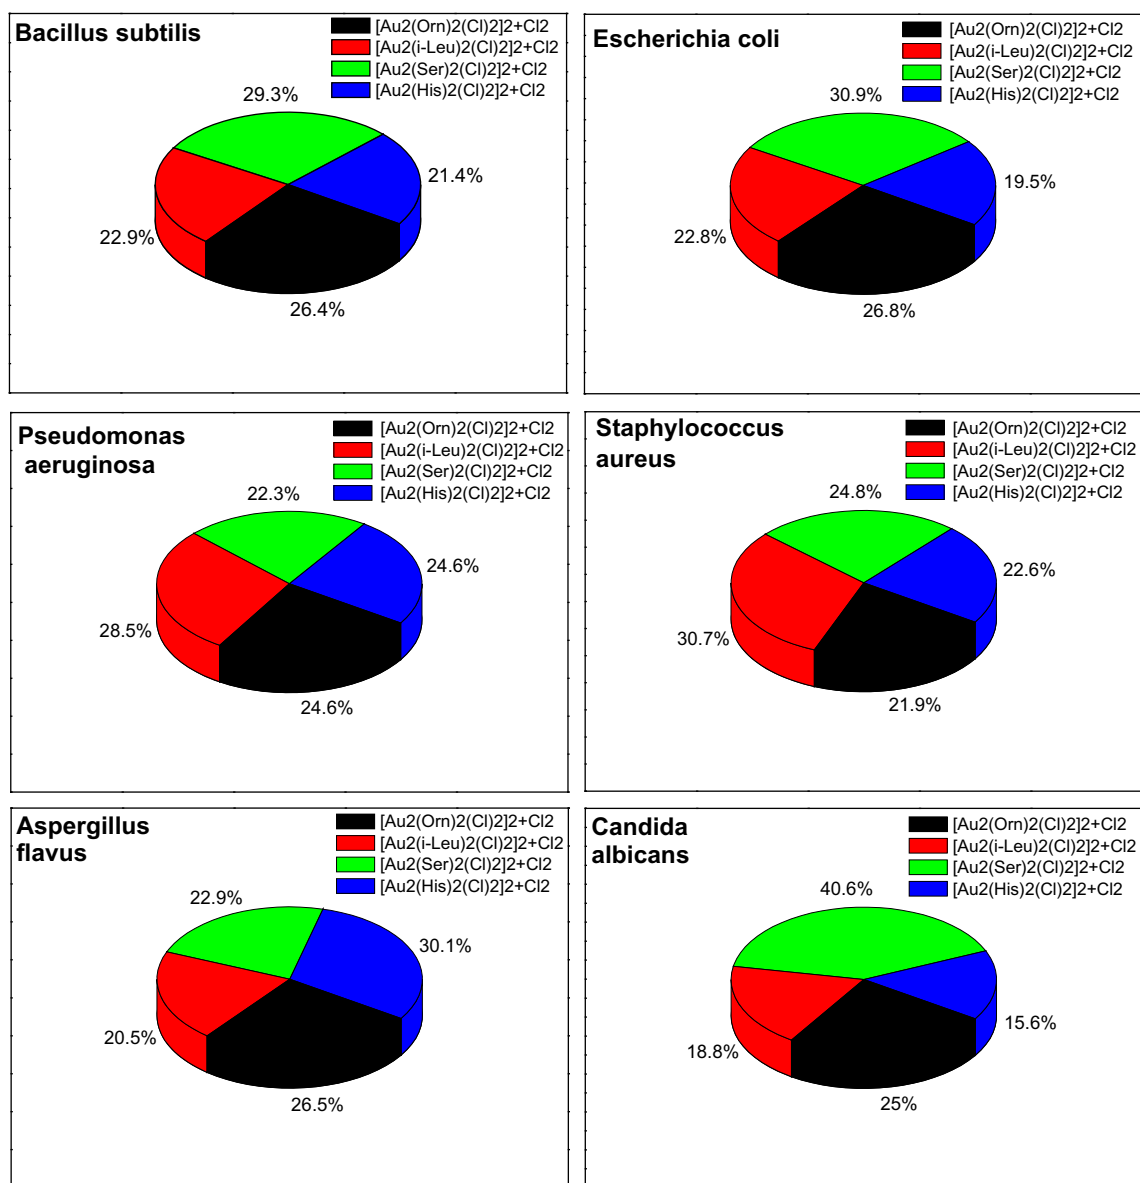 Bacillus subtilis
[Au2(Orn)2(Cl)2]2+Cl2
[Au2(i-Leu)2(Cl)2]2+Cl2
[Au2(Ser)2(Cl)2]2+Cl2
[Au2(His)2(Cl)2]2+Cl2
29.3%
21.4%
22.9%
26.4%
Escherichia coli
[Au2(Orn)2(Cl)2]2+Cl2
[Au2(i-Leu)2(Cl)2]2+Cl2
[Au2(Ser)2(Cl)2]2+Cl2
[Au2(His)2(Cl)2]2+Cl2
30.9%
19.5%
22.8%
26.8%
Pseudomonas
aeruginosa
[Au2(Orn)2(Cl)2]2+Cl2
[Au2(i-Leu)2(Cl)2]2+Cl2
[Au2(Ser)2(Cl)2]2+Cl2
[Au2(His)2(Cl)2]2+Cl2
22.3%
24.6%
28.5%
24.6%
Staphylococcus
aureus
[Au2(Orn)2(Cl)2]2+Cl2
[Au2(i-Leu)2(Cl)2]2+Cl2
[Au2(Ser)2(Cl)2]2+Cl2
[Au2(His)2(Cl)2]2+Cl2
24.8%
22.6%
30.7%
21.9%
Aspergillus
flavus
[Au2(Orn)2(Cl)2]2+Cl2
[Au2(i-Leu)2(Cl)2]2+Cl2
[Au2(Ser)2(Cl)2]2+Cl2
[Au2(His)2(Cl)2]2+Cl2
22.9%
30.1%
20.5%
26.5%
Candida
albicans
[Au2(Orn)2(Cl)2]2+Cl2
[Au2(i-Leu)2(Cl)2]2+Cl2
[Au2(Ser)2(Cl)2]2+Cl2
[Au2(His)2(Cl)2]2+Cl2
40.6%
15.6%
18.8%
25%